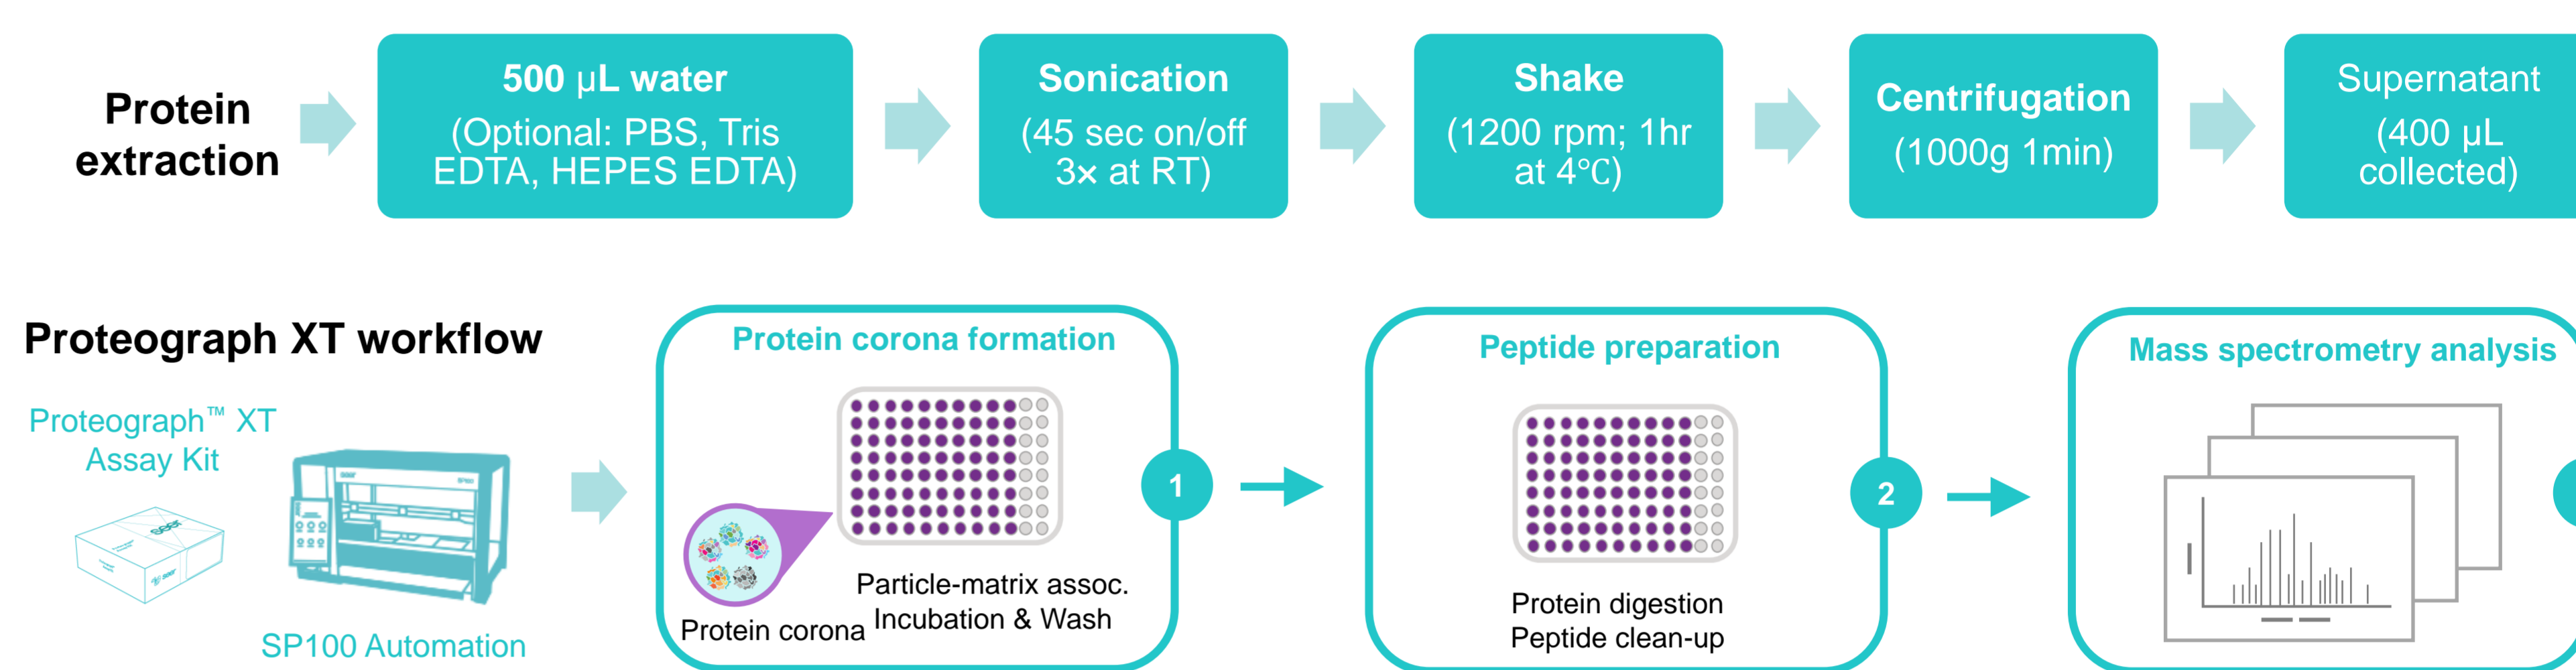 Protein
extraction
500 µL water
(Optional: PBS, Tris
EDTA, HEPES EDTA)
Sonication
(45 sec on/off
3× at RT)
Shake
(1200 rpm; 1hr
at 4℃)
Centrifugation
(1000g 1min)
Supernatant
(400 µL
collected)
Proteograph XT workflow
Proteograph™ XT
Assay Kit
seer
seer
SP100 Automation
Protein corona formation
Protein corona
Particle-matrix assoc.
Incubation & Wash
1
Peptide preparation
Protein digestion
Peptide clean-up
2
Mass spectrometry analysis